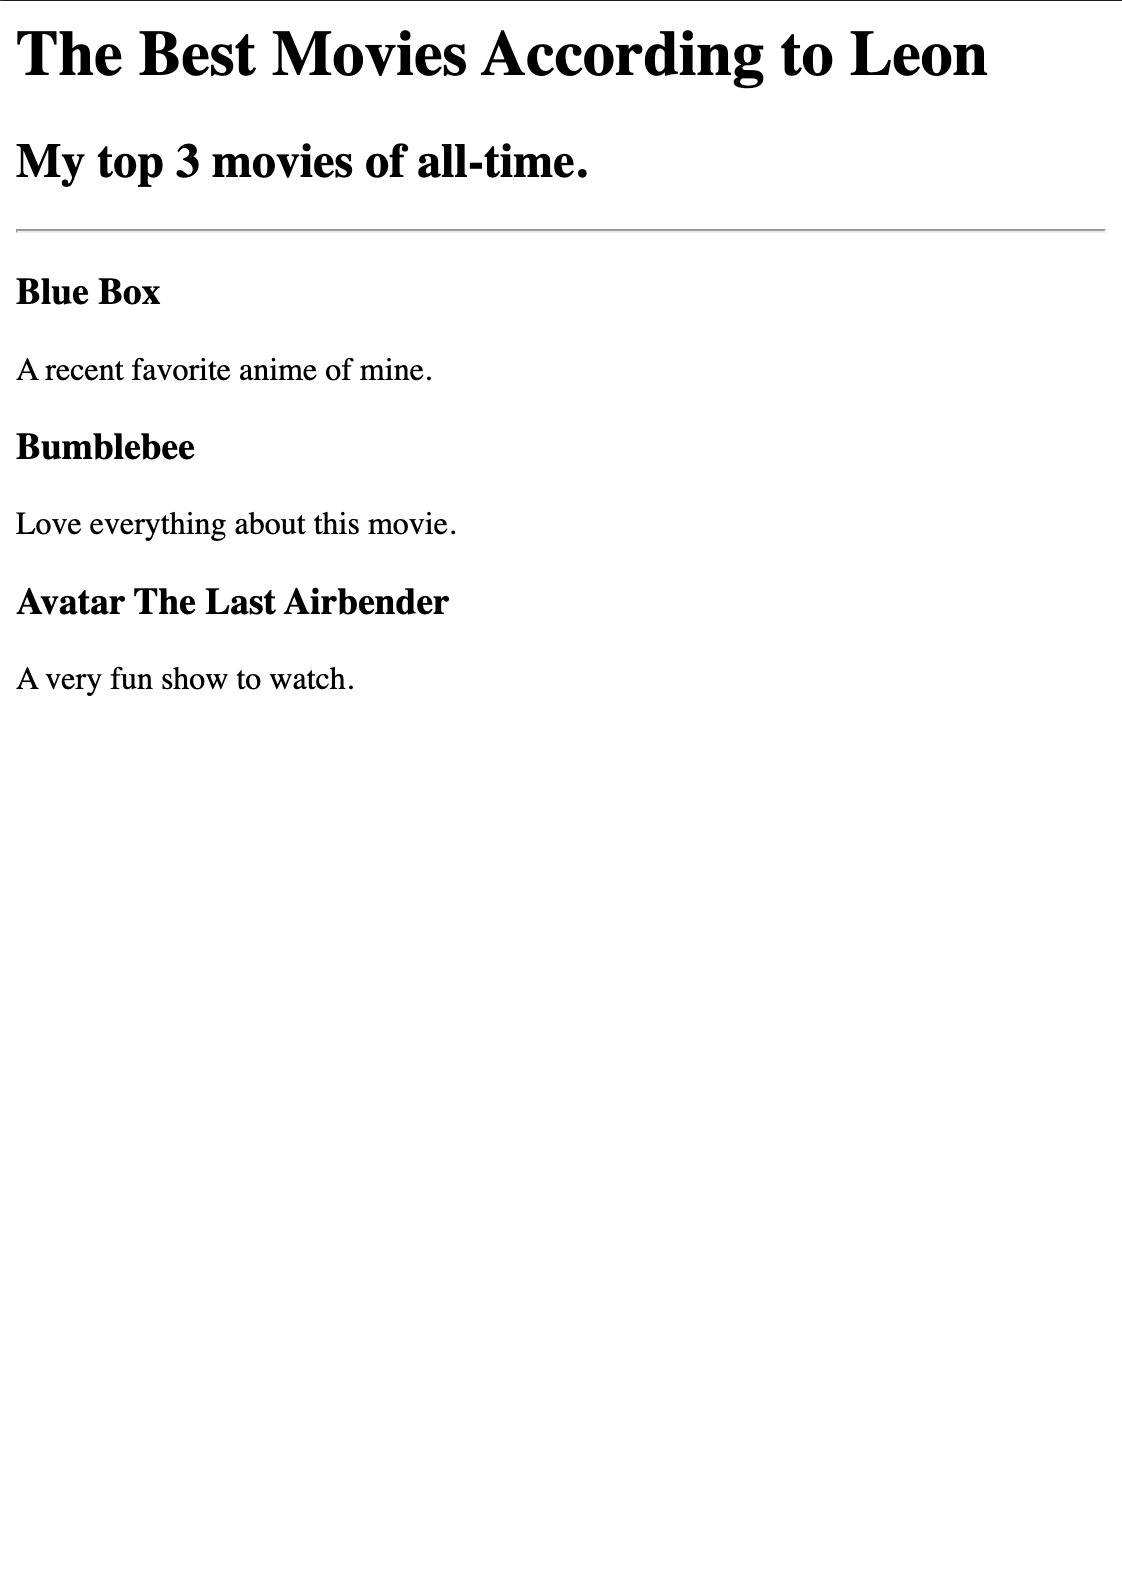 The Best Movies According to Leon
My top 3 movies of all-time.
Blue Box
A recent favorite anime of mine.
Bumblebee
Love everything about this movie.
Avatar The Last Airbender
A very fun show to watch.